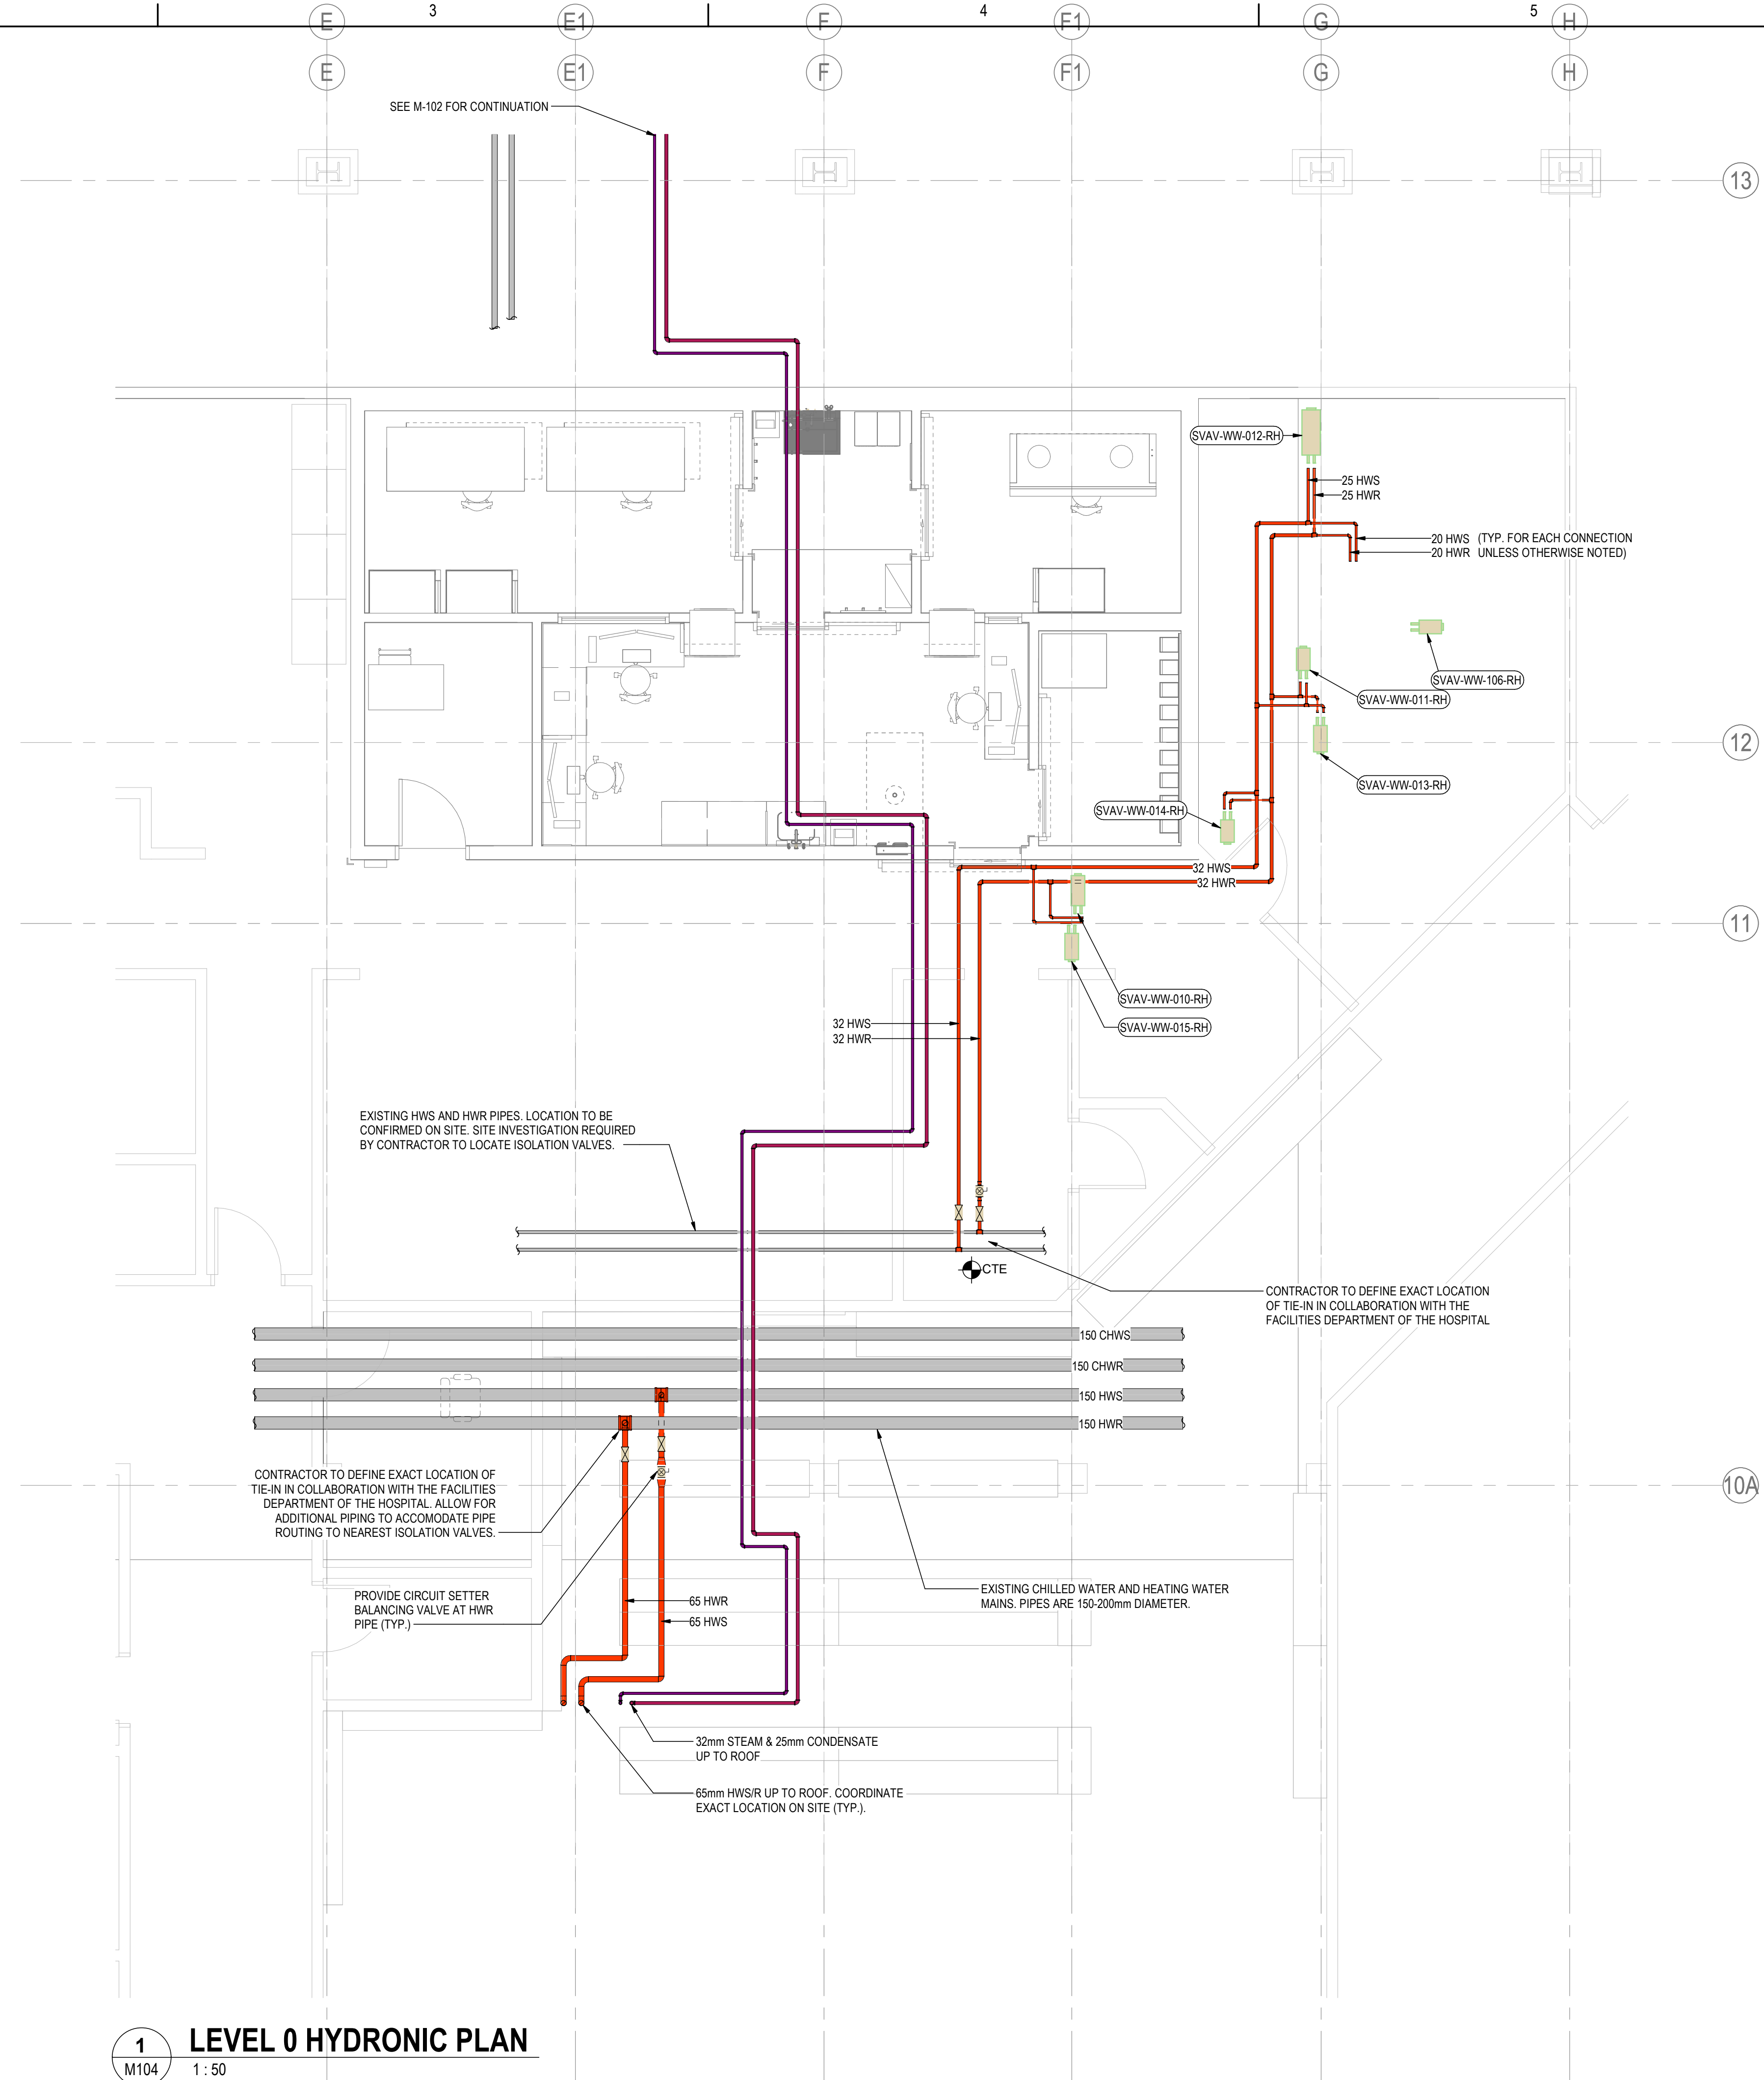 3
4
5
E
E1
F
F1
G
H
E
E1
F
F1
G
H
SEE M-102 FOR CONTINUATION
13
SVAV-WW-012-RH
25 HWS
25 HWR
20 HWS (TYP. FOR EACH CONNECTION
20 HWR UNLESS OTHERWISE NOTED)
SVAV-WW-106-RH
SVAV-WW-011-RH
12
SVAV-WW-013-RH
SVAV-WW-014-RH
32 HWS
32 HWR
11
SVAV-WW-010-RH
SVAV-WW-015-RH
32 HWS
32 HWR
EXISTING HWS AND HWR PIPES. LOCATION TO BE
CONFIRMED ON SITE. SITE INVESTIGATION REQUIRED
BY CONTRACTOR TO LOCATE ISOLATION VALVES.
CTE
CONTRACTOR TO DEFINE EXACT LOCATION
OF TIE-IN IN COLLABORATION WITH THE
FACILITIES DEPARTMENT OF THE HOSPITAL
150 CHWS
150 CHWR
150 HWS
150 HWR
CONTRACTOR TO DEFINE EXACT LOCATION OF
TIE-IN IN COLLABORATION WITH THE FACILITIES
DEPARTMENT OF THE HOSPITAL. ALLOW FOR
ADDITIONAL PIPING TO ACCOMODATE PIPE
ROUTING TO NEAREST ISOLATION VALVES.
10A
PROVIDE CIRCUIT SETTER
BALANCING VALVE AT HWR
PIPE (TYP.)
65 HWR
65 HWS
EXISTING CHILLED WATER AND HEATING WATER
MAINS. PIPES ARE 150-200mm DIAMETER.
32mm STEAM & 25mm CONDENSATE
UP TO ROOF
65mm HWS/R UP TO ROOF. COORDINATE
EXACT LOCATION ON SITE (TYP.).
1
M104
LEVEL 0 HYDRONIC PLAN
1 : 50